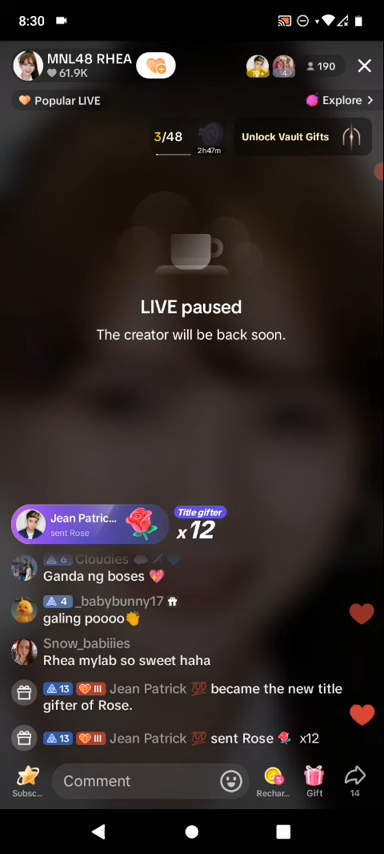 8:30
MNL48 RHEA
61.9K
190
Popular LIVE
Explore
3/48
2h47m
Unlock Vault Gifts
LIVE paused
The creator will be back soon.
Jean Patric...
sent Rose
Title gifter
x12
6 Cloudies
Ganda ng boses 💖
4 _babybunny17
galing poooo👏
Snow_babiiies
Rhea mylab so sweet haha
13 III Jean Patrick 💯 became the new title
gifter of Rose.
13 III Jean Patrick 💯 sent Rose 🌹 x12
Subsc...
Comment
Rechar...
Gift
14